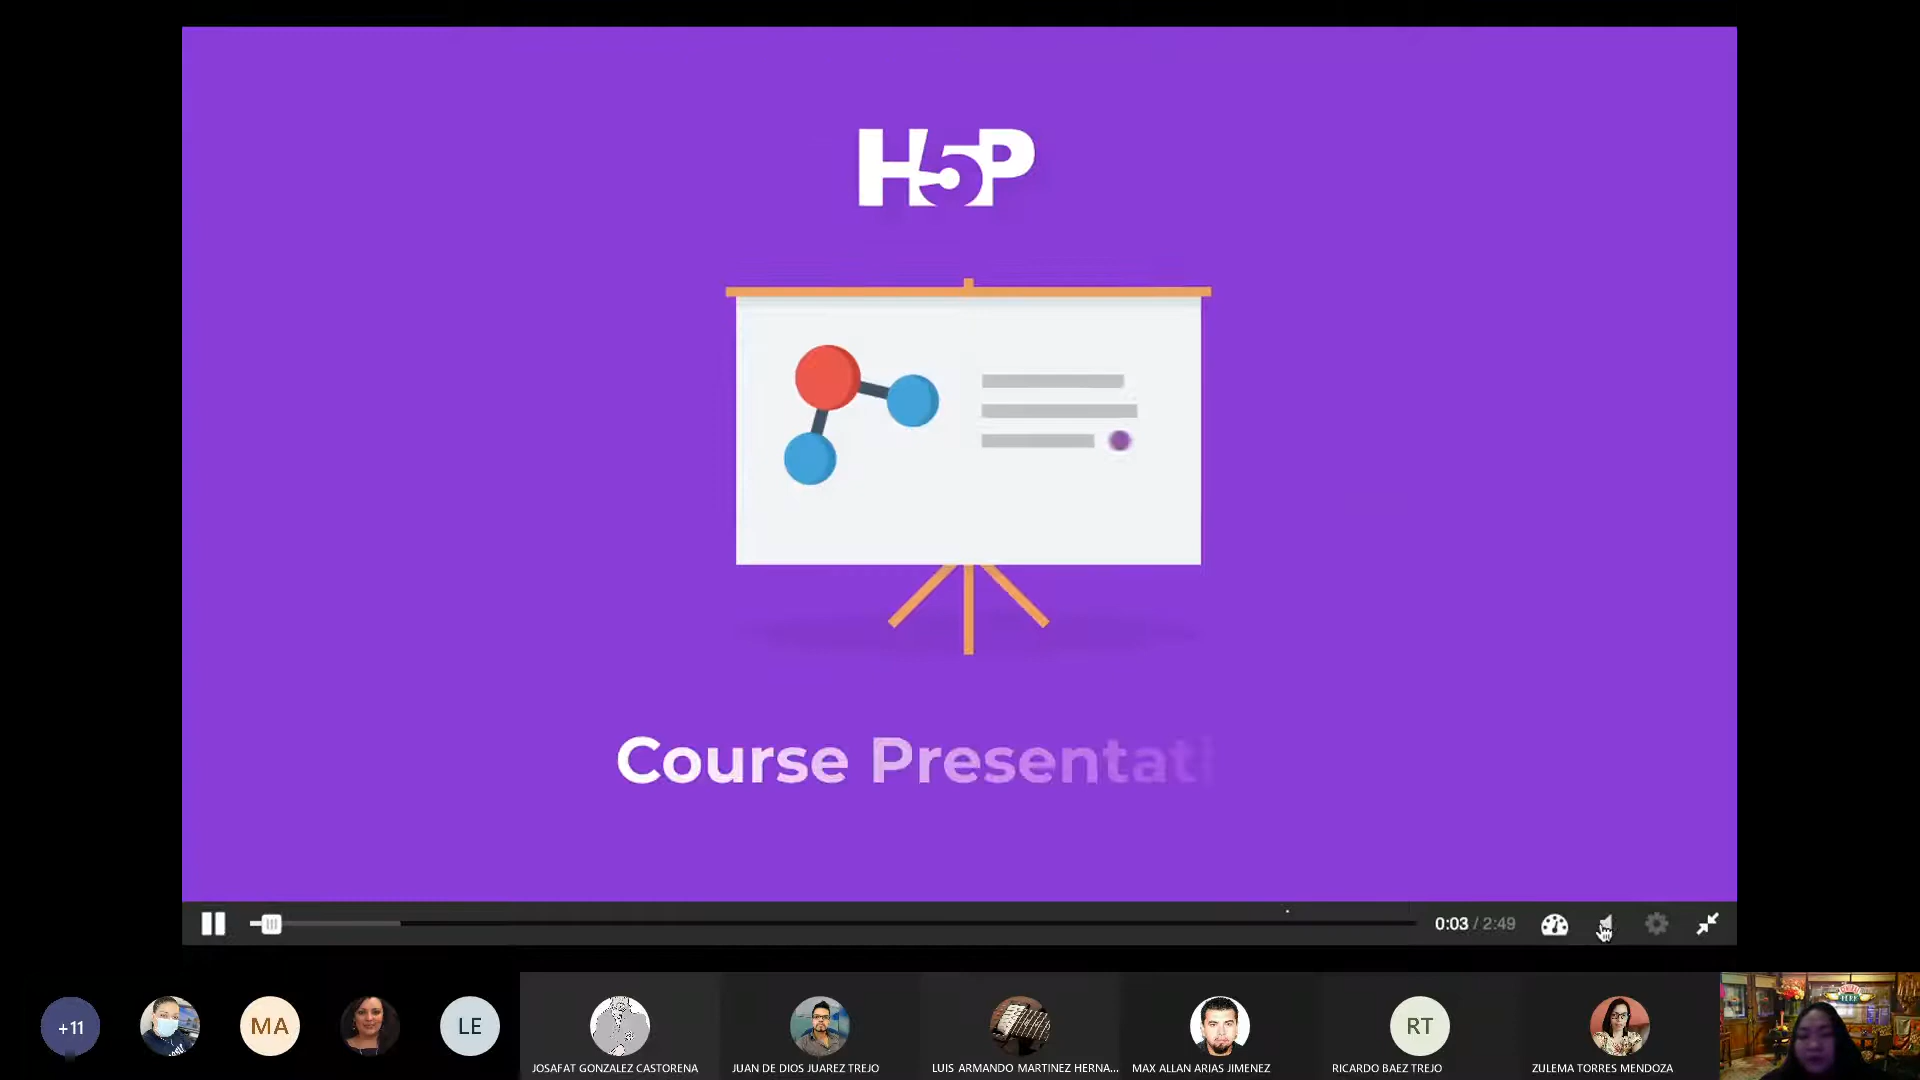 H5P
Course Presentati
0:03 / 2:49
+11
MA
LE
RT
JOSAFAT GONZALEZ CASTORENA
JUAN DE DIOS JUAREZ TREJO
LUIS ARMANDO MARTINEZ HERNA...
MAX ALLAN ARIAS JIMENEZ
RICARDO BAEZ TREJO
ZULEMA TORRES MENDOZA